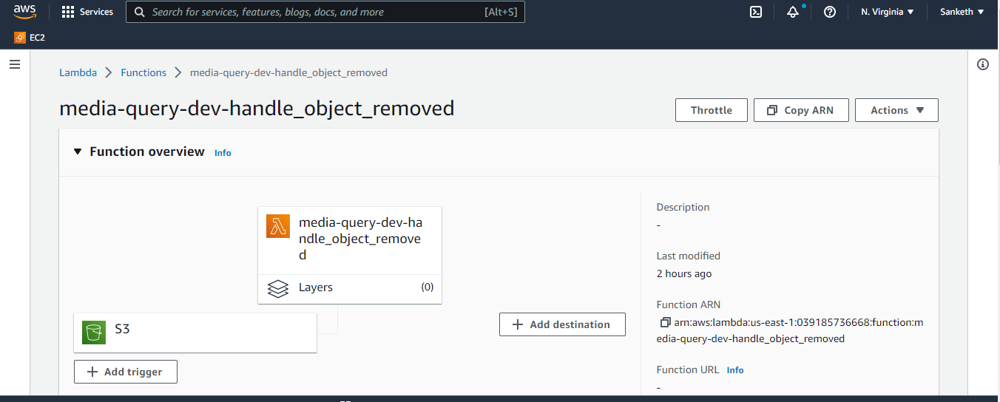 aws
Services
Search for services, features, blogs, docs, and more
[Alt+S]
N. Virginia
Sanketh
EC2
Lambda
Functions
media-query-dev-handle_object_removed
media-query-dev-handle_object_removed
Throttle
Copy ARN
Actions
Function overview
Info
media-query-dev-ha
ndle_object_remove
d
Layers
(0)
S3
Add trigger
Add destination
Description
-
Last modified
2 hours ago
Function ARN
arn:aws:lambda:us-east-1:039185736668:function:m
edia-query-dev-handle_object_removed
Function URL
Info
-